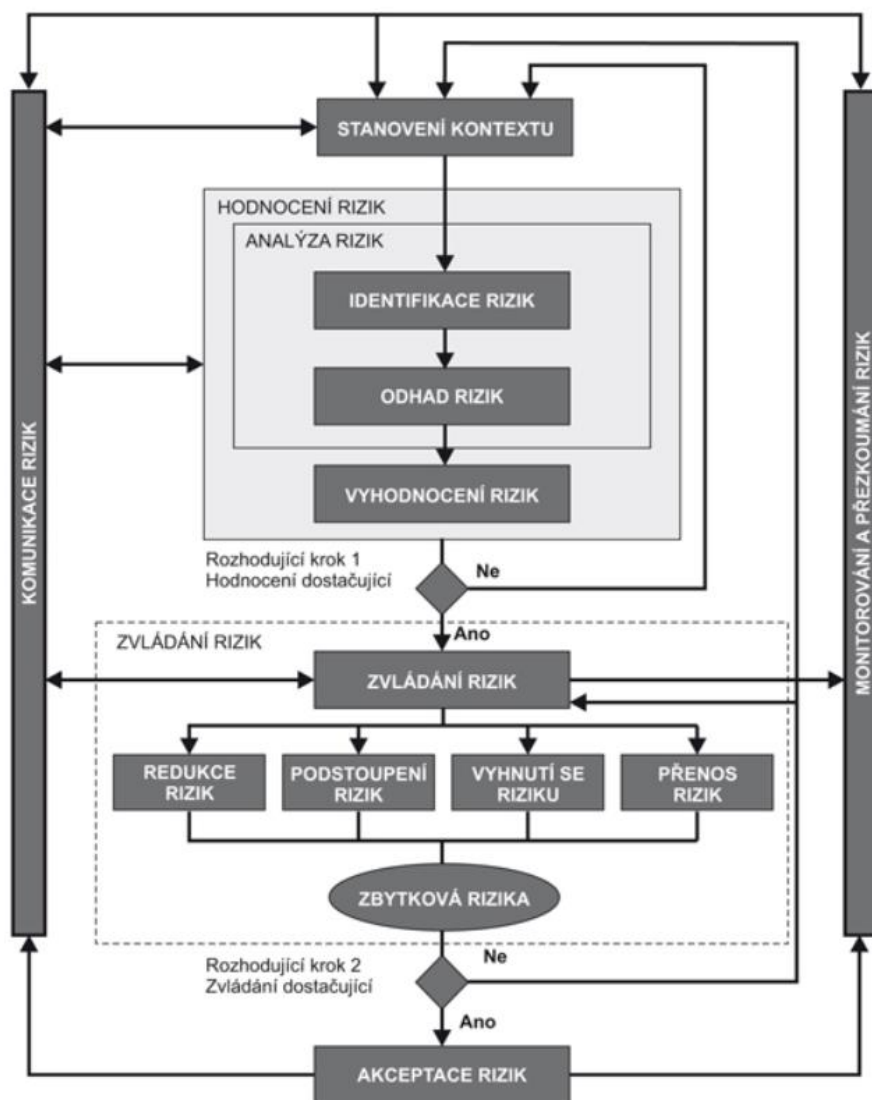 STANOVENÍ KONTEXTU
HODNOCENÍ RIZIK
ANALÝZA RIZIK
IDENTIFIKACE RIZIK
ODHAD RIZIK
VYHODNOCENÍ RIZIK
KOMUNIKACE RIZIK
MONITOROVÁNÍ A PŘEZKOUMÁNÍ RIZIK
Rozhodující krok 1
Hodnocení dostačující
Ne
Ano
ZVLÁDÁNÍ RIZIK
ZVLÁDÁNÍ RIZIK
REDUKCE
RIZIK
PODSTOUPENÍ
RIZIK
VYHNUTÍ SE
RIZIKU
PŘENOS
RIZIK
ZBYTKOVÁ RIZIKA
Rozhodující krok 2
Zvládání dostačující
Ne
Ano
AKCEPTACE RIZIK